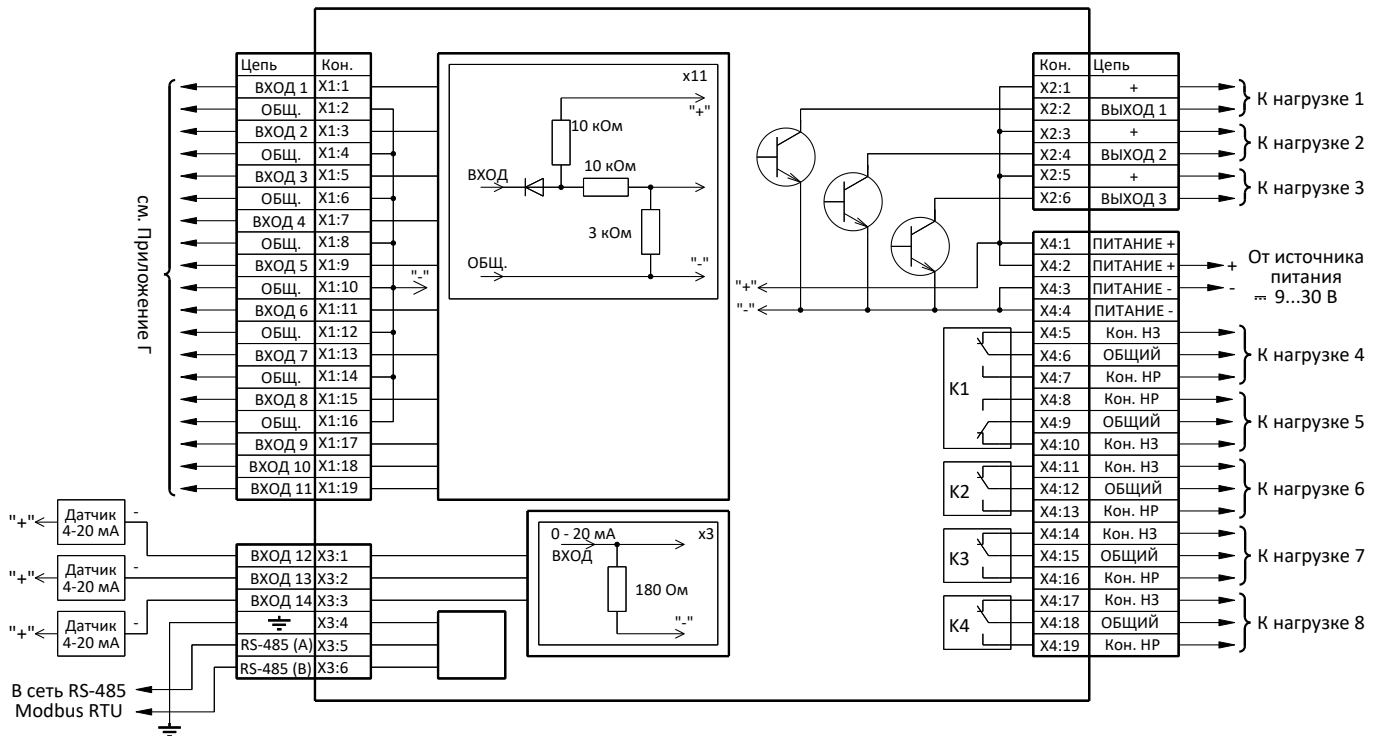 Цепь Кон.
ВХОД 1 X1:1
ОБЩ. X1:2
ВХОД 2 X1:3
ОБЩ. X1:4
ВХОД 3 X1:5
ОБЩ. X1:6
ВХОД 4 X1:7
ОБЩ. X1:8
ВХОД 5 X1:9
ОБЩ. X1:10
ВХОД 6 X1:11
ОБЩ. X1:12
ВХОД 7 X1:13
ОБЩ. X1:14
ВХОД 8 X1:15
ОБЩ. X1:16
ВХОД 9 X1:17
ВХОД 10 X1:18
ВХОД 11 X1:19
см. Приложение Г
"-"
x11
"+"
10 кОм
10 кОм
ВХОД
3 кОм
ОБЩ.
"-"
"+" Датчик 4-20 мА -
"+" Датчик 4-20 мА -
"+" Датчик 4-20 мА -
ВХОД 12 X3:1
ВХОД 13 X3:2
ВХОД 14 X3:3
X3:4
RS-485 (A) X3:5
RS-485 (B) X3:6
В сеть RS-485
Modbus RTU
0 - 20 мА x3
ВХОД
180 Ом
"-"
Кон. Цепь
X2:1 +
X2:2 ВЫХОД 1
X2:3 +
X2:4 ВЫХОД 2
X2:5 +
X2:6 ВЫХОД 3
К нагрузке 1
К нагрузке 2
К нагрузке 3
"+"
"-"
X4:1 ПИТАНИЕ +
X4:2 ПИТАНИЕ + +
X4:3 ПИТАНИЕ - -
X4:4 ПИТАНИЕ -
От источника
питания
9...30 В
K1
X4:5 Кон. НЗ
X4:6 ОБЩИЙ
X4:7 Кон. НР
X4:8 Кон. НР
X4:9 ОБЩИЙ
X4:10 Кон. НЗ
K2
X4:11 Кон. НЗ
X4:12 ОБЩИЙ
X4:13 Кон. НР
K3
X4:14 Кон. НЗ
X4:15 ОБЩИЙ
X4:16 Кон. НР
K4
X4:17 Кон. НЗ
X4:18 ОБЩИЙ
X4:19 Кон. НР
К нагрузке 4
К нагрузке 5
К нагрузке 6
К нагрузке 7
К нагрузке 8